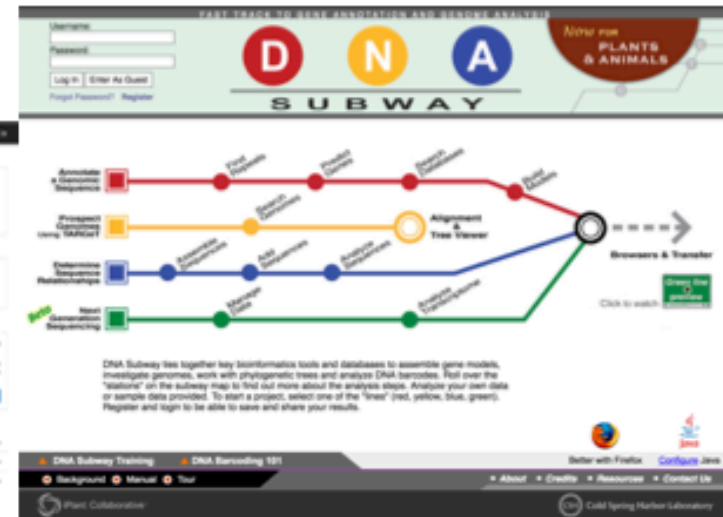 FAST TRACK TO GENE ANNOTATION AND GENOME ANALYSIS
Username:
Password:
Log In
Enter As Guest
Forgot Password?
Register
D N A
SUBWAY
Now FOR
PLANTS
& ANIMALS
Annotate
a Genomic
Sequence
Find
Repeats
Predict
Genes
Search
Databases
Build
Models
Prospect
Genomes
Using TARGeT
Search
Genomes
Alignment
&
Tree Viewer
Browsers & Transfer
Determine
Sequence
Relationships
Assemble
Sequences
Add
Sequences
Analyze
Sequences
Beta
Next
Generation
Sequencing
Manage
Data
Analyze
Transcriptome
Click to watch
Green line
preview
DNA Subway ties together key bioinformatics tools and databases to assemble gene models,
investigate genomes, work with phylogenetic trees and analyze DNA barcodes. Roll over the
"stations" on the subway map to find out more about the analysis steps. Analyze your own data
or sample data provided. To start a project, select one of the "lines" (red, yellow, blue, green).
Register and login to be able to save and share your results.
Java
DNA Subway Training
DNA Barcoding 101
Better with Firefox
Configure Java
Background
Manual
Tour
About
Credits
Resources
Contact Us
iPlant Collaborative
CSH
Cold Spring Harbor Laboratory